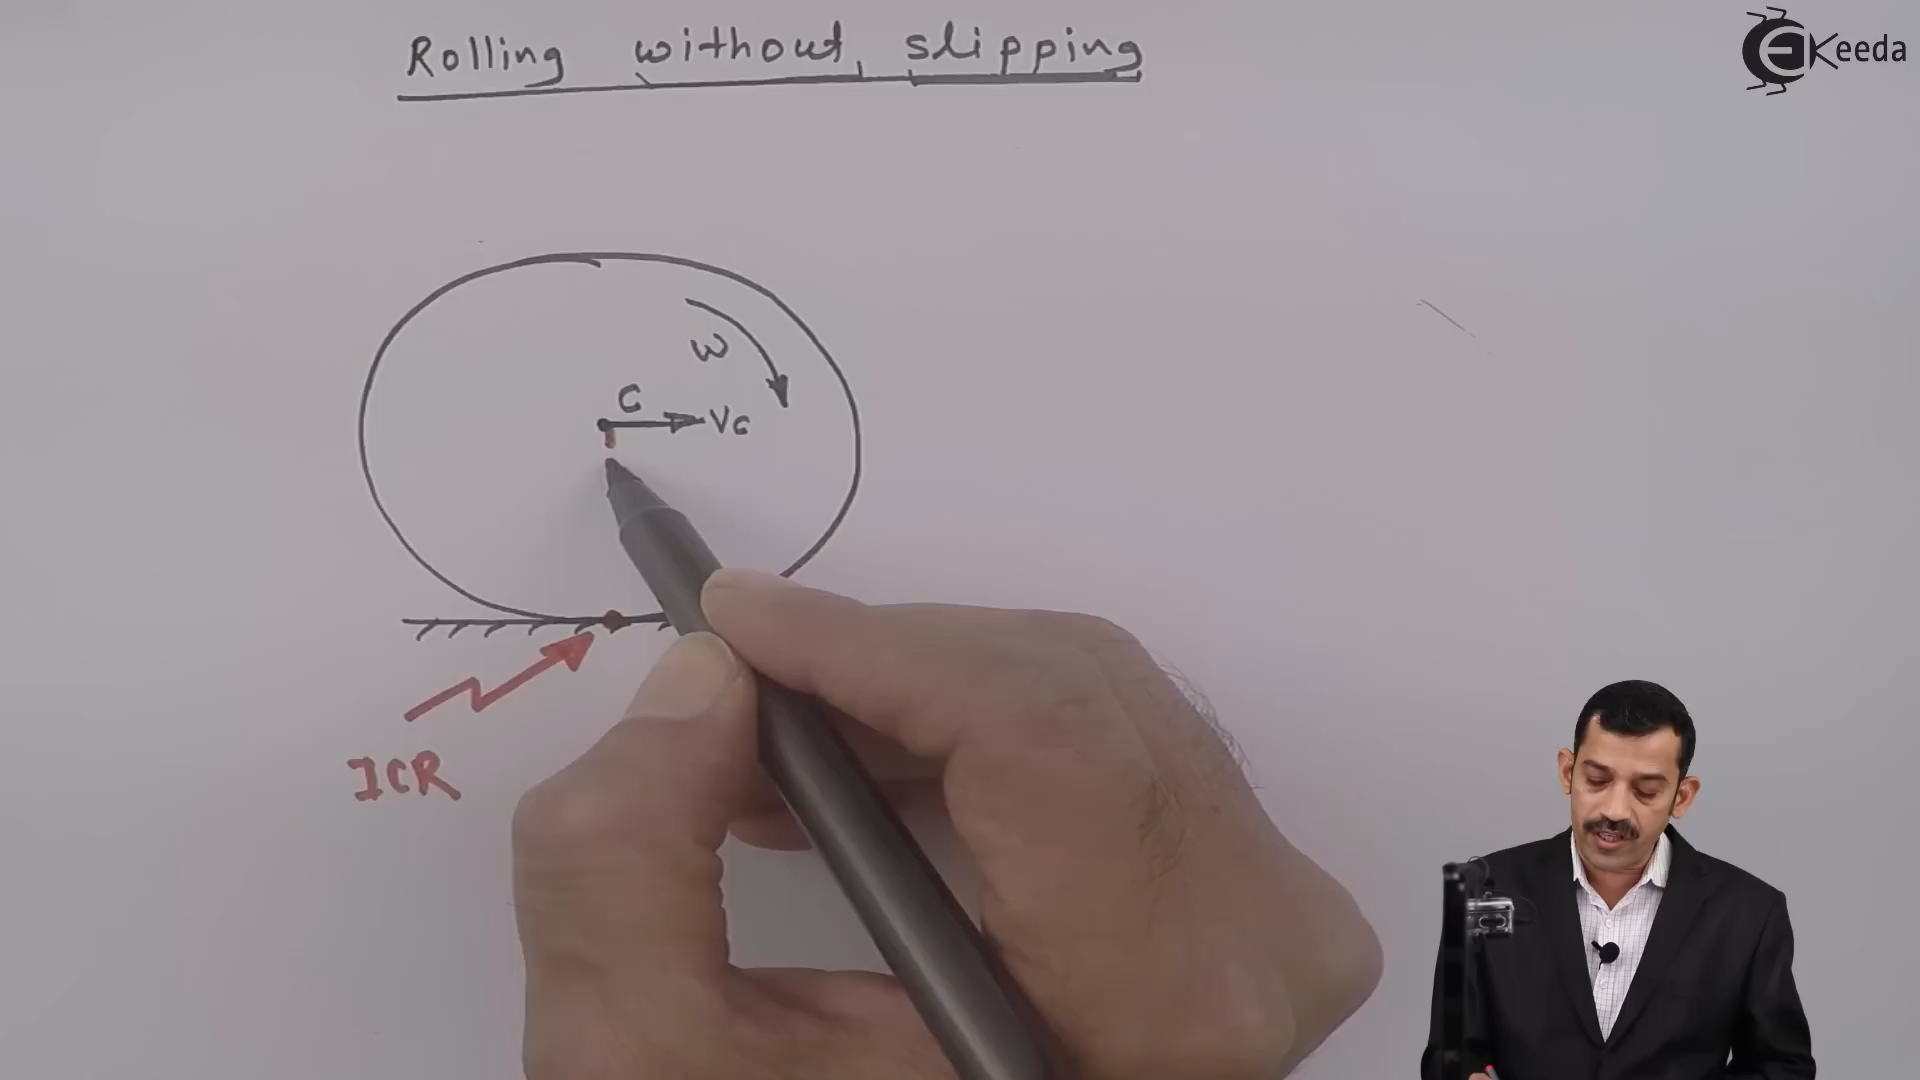 Rolling without slipping
EKeeda
ω
C
VC
ICR